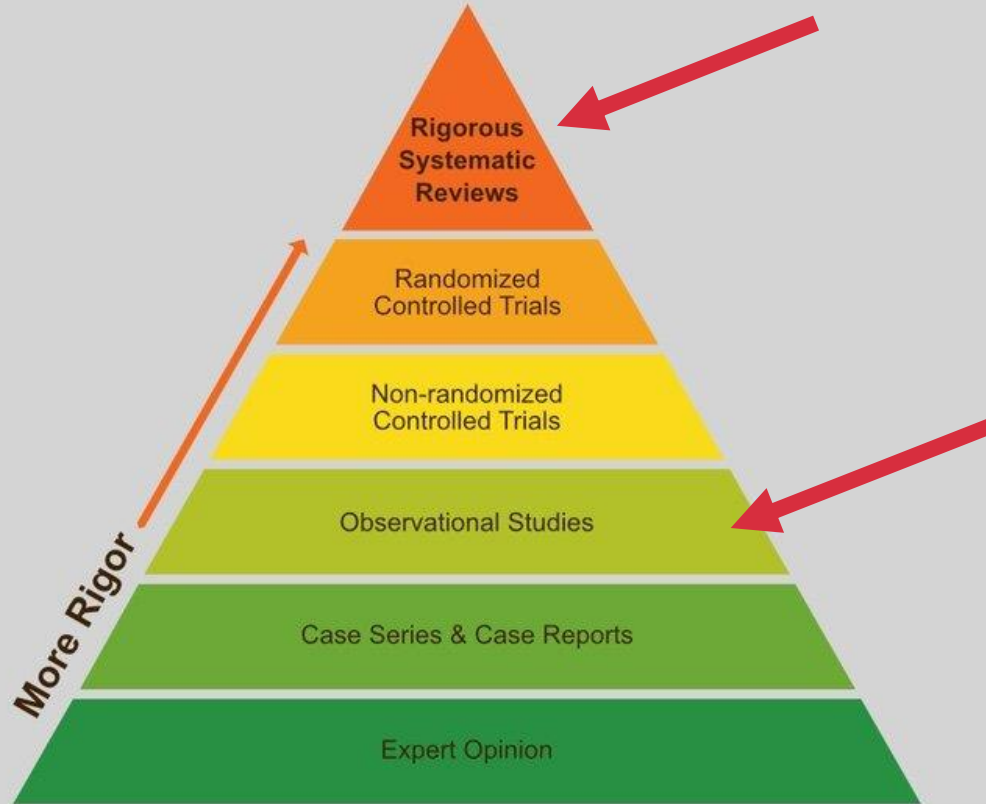 Rigorous
Systematic
Reviews
Randomized
Controlled Trials
Non-randomized
Controlled Trials
Observational Studies
More Rigor
Case Series & Case Reports
Expert Opinion